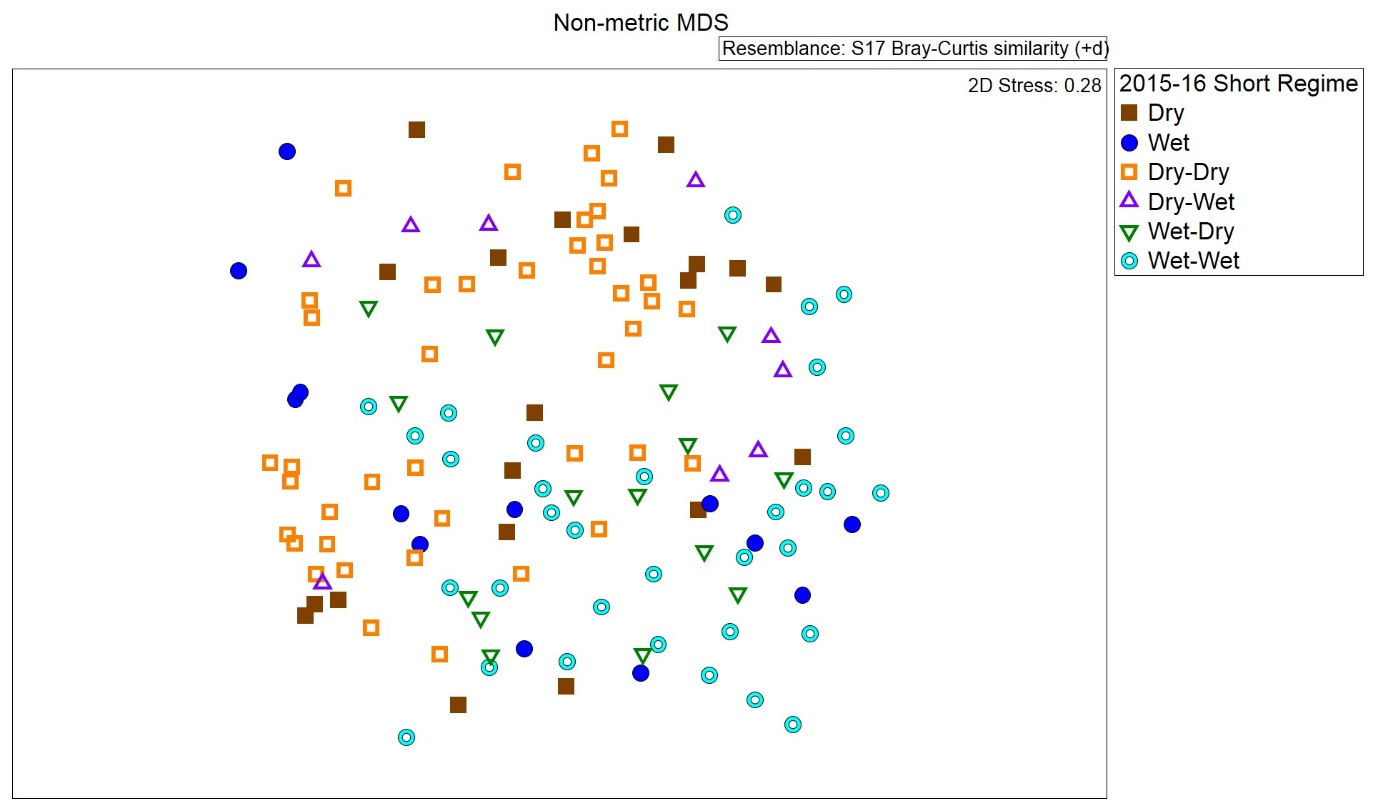 Non-metric MDS
Resemblance: S17 Bray-Curtis similarity (+d)
2D Stress: 0.28
2015-16 Short Regime
Dry
Wet
Dry-Dry
Dry-Wet
Wet-Dry
Wet-Wet